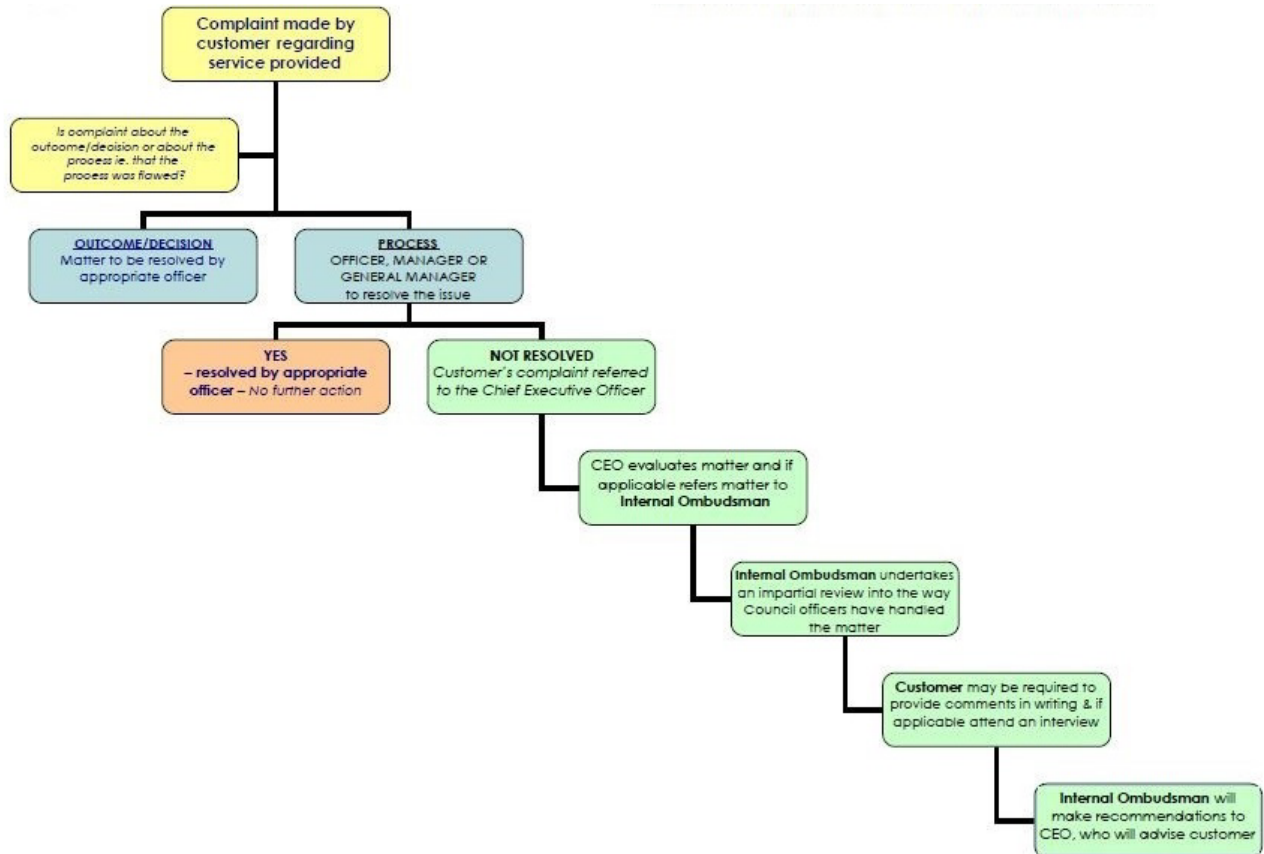 Complaint made by
customer regarding
service provided
Is complaint about the
outcome/decision or about the
process ie. that the
process was flawed?
OUTCOME/DECISION
Matter to be resolved by
appropriate officer
PROCESS
OFFICER, MANAGER OR
GENERAL MANAGER
to resolve the issue
YES
– resolved by appropriate
officer – No further action
NOT RESOLVED
Customer's complaint referred
to the Chief Executive Officer
CEO evaluates matter and if
applicable refers matter to
Internal Ombudsman
Internal Ombudsman undertakes
an impartial review into the way
Council officers have handled
the matter
Customer may be required to
provide comments in writing & if
applicable attend an interview
Internal Ombudsman will
make recommendations to
CEO, who will advise customer